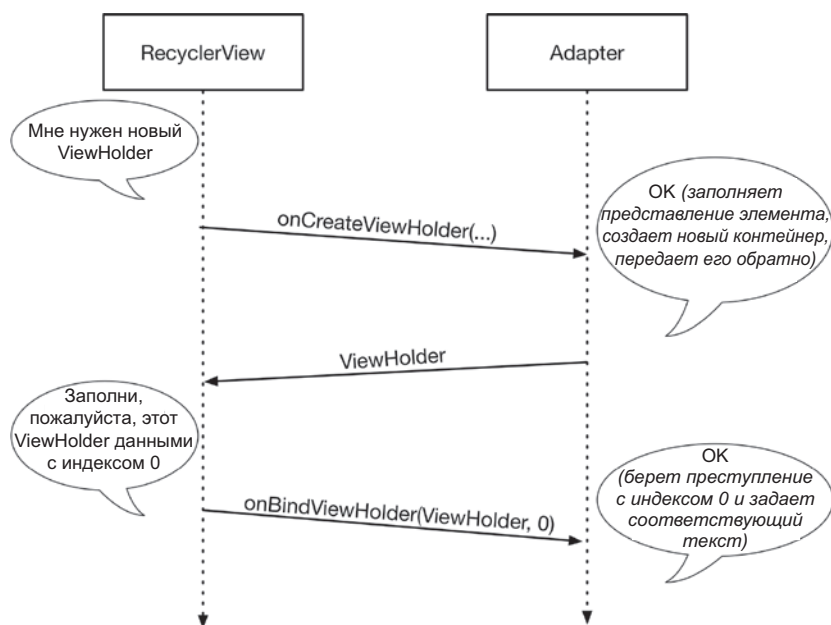 RecyclerView
Adapter
Мне нужен новый
ViewHolder
onCreateViewHolder(...)
OK (заполняет
представление элемента,
создает новый контейнер,
передает его обратно)
ViewHolder
Заполни,
пожалуйста, этот
ViewHolder данными
с индексом 0
onBindViewHolder(ViewHolder, 0)
OK
(берет преступление
с индексом 0 и задает
соответствующий
текст)